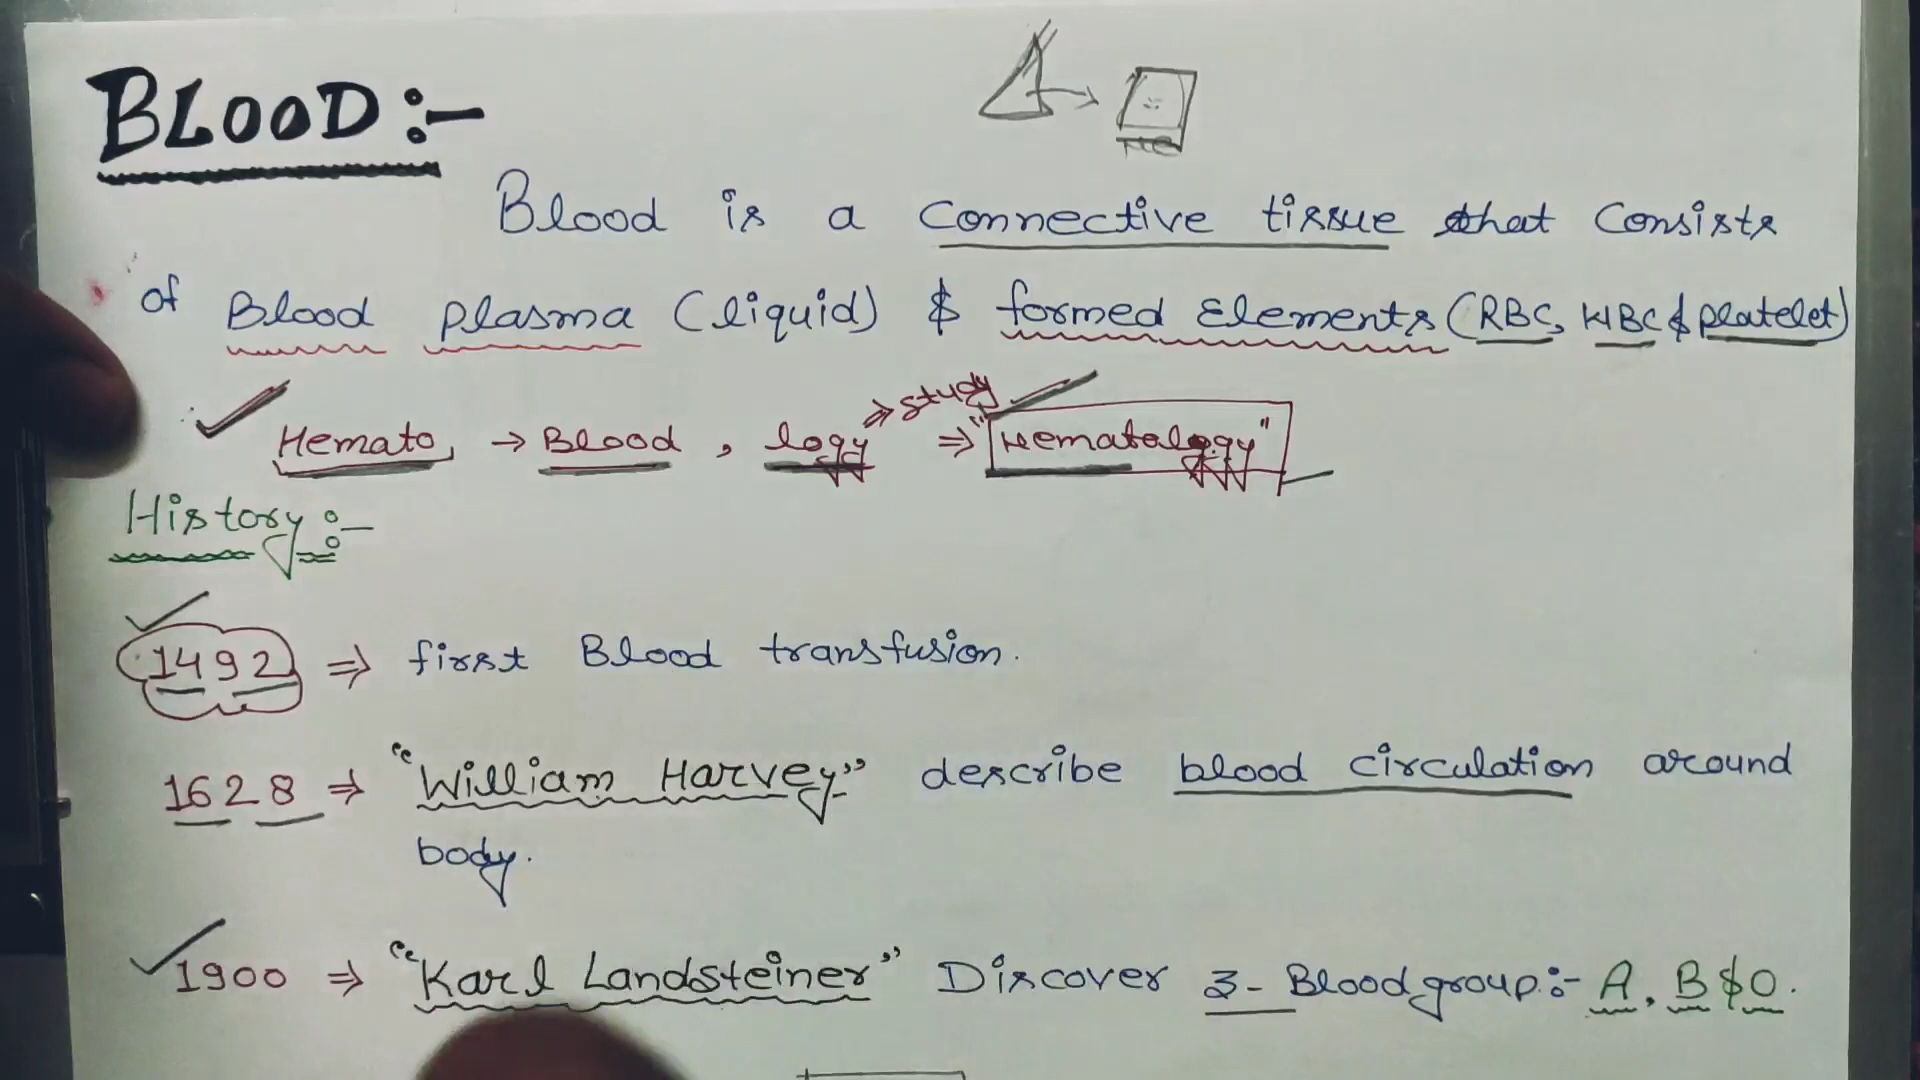 BLOOD :-
Blood is a Connective tissue that Consists
of Blood plasma (liquid) & formed Elements (RBC, WBC & platelet)
Hemato → Blood , logy ⇒ study ⇒ "Hematology"
History :-
1492 ⇒ first Blood transfusion.
1628 ⇒ "William Harvey" describe blood circulation around
body.
1900 ⇒ "Karl Landsteiner" Discover 3- Blood group :- A, B & O.